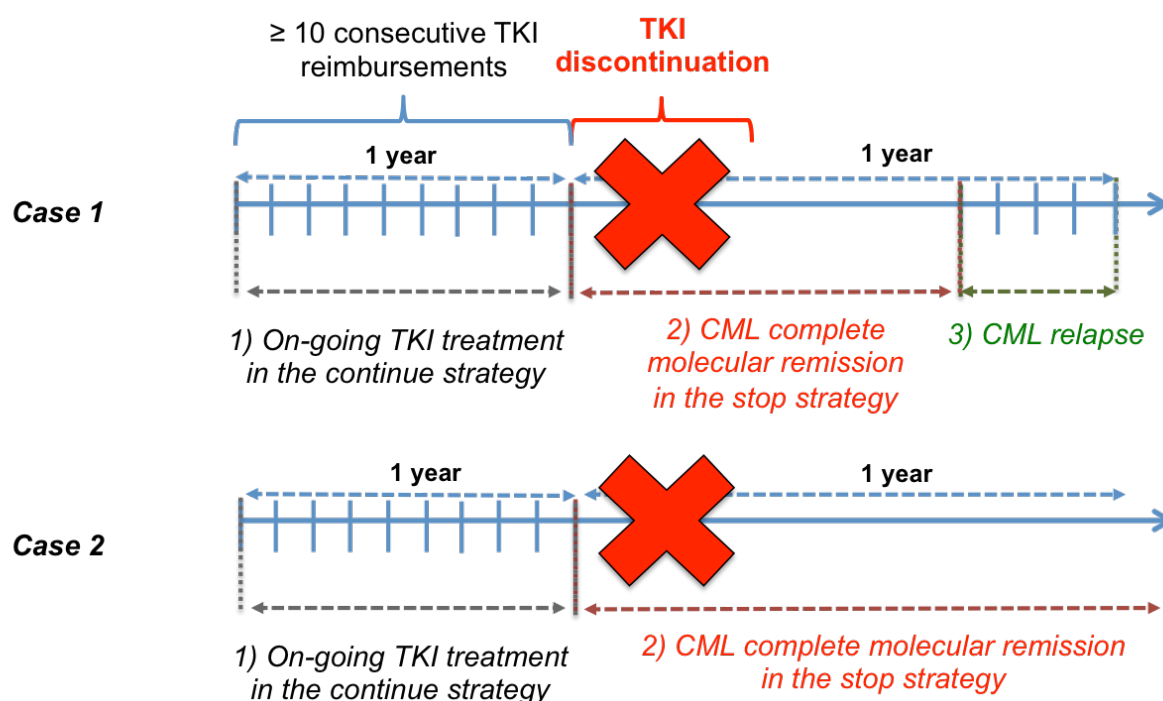 ≥ 10 consecutive TKI
reimbursements
TKI
discontinuation
1 year
1 year
Case 1
1) On-going TKI treatment
in the continue strategy
2) CML complete
molecular remission
in the stop strategy
3) CML relapse
1 year
1 year
Case 2
1) On-going TKI treatment
in the continue strategy
2) CML complete molecular remission
in the stop strategy